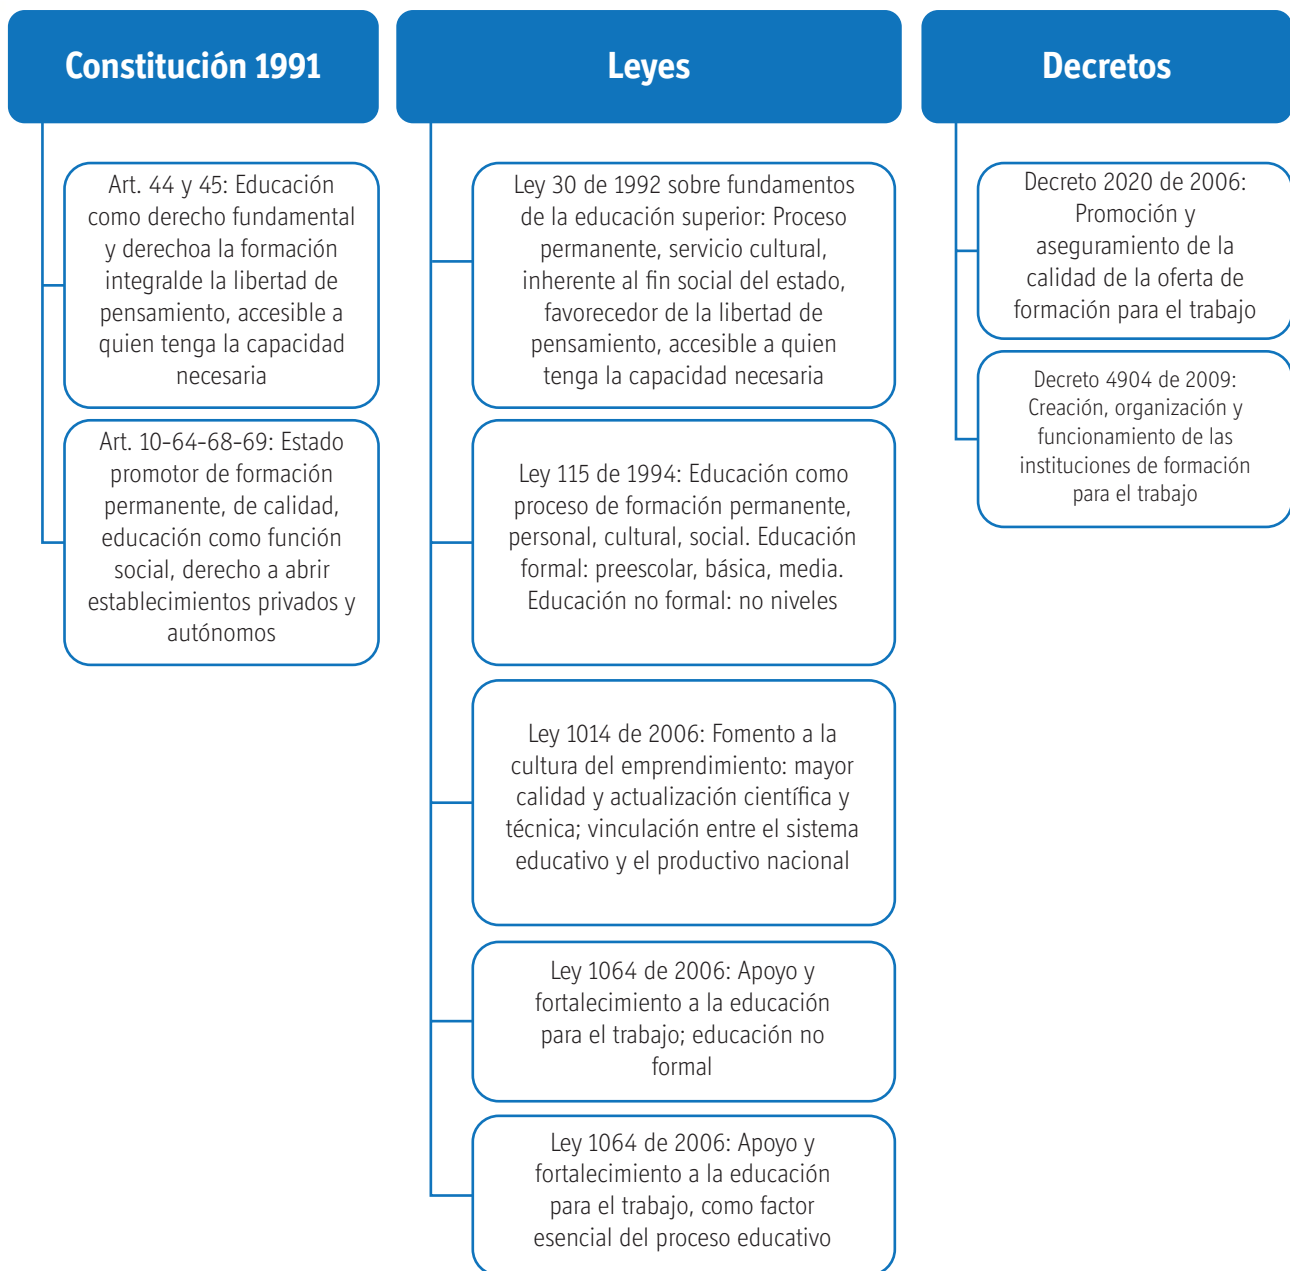 Constitución 1991
Art. 44 y 45: Educación
como derecho fundamental
y derechoa la formación
integralde la libertad de
pensamiento, accesible a
quien tenga la capacidad
necesaria
Art. 10-64-68-69: Estado
promotor de formación
permanente, de calidad,
educación como función
social, derecho a abrir
establecimientos privados y
autónomos
Leyes
Ley 30 de 1992 sobre fundamentos
de la educación superior: Proceso
permanente, servicio cultural,
inherente al fin social del estado,
favorecedor de la libertad de
pensamiento, accesible a quien
tenga la capacidad necesaria
Ley 115 de 1994: Educación como
proceso de formación permanente,
personal, cultural, social. Educación
formal: preescolar, básica, media.
Educación no formal: no niveles
Ley 1014 de 2006: Fomento a la
cultura del emprendimiento: mayor
calidad y actualización científica y
técnica; vinculación entre el sistema
educativo y el productivo nacional
Ley 1064 de 2006: Apoyo y
fortalecimiento a la educación
para el trabajo; educación no
formal
Ley 1064 de 2006: Apoyo y
fortalecimiento a la educación
para el trabajo, como factor
esencial del proceso educativo
Decretos
Decreto 2020 de 2006:
Promoción y
aseguramiento de la
calidad de la oferta de
formación para el trabajo
Decreto 4904 de 2009:
Creación, organización y
funcionamiento de las
instituciones de formación
para el trabajo